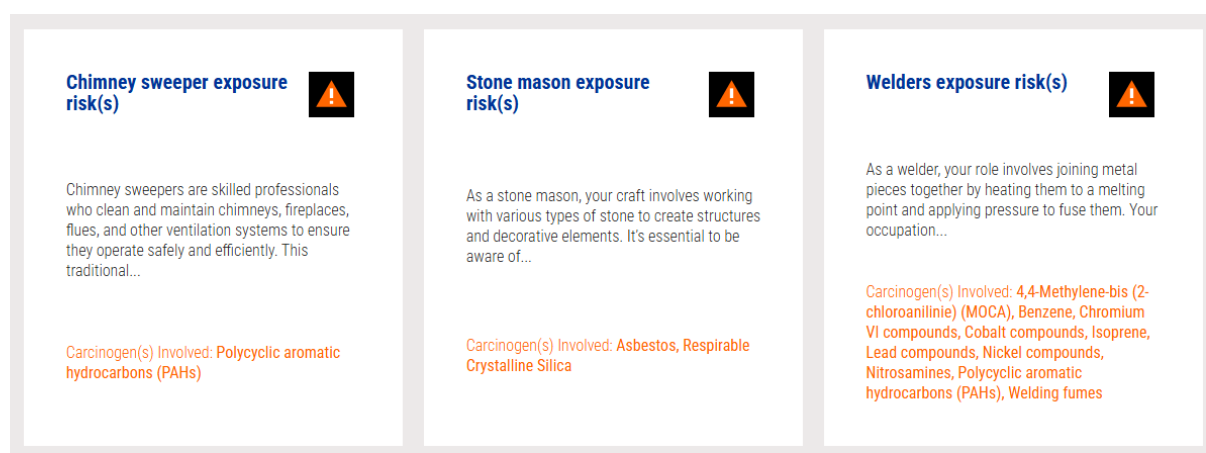 Chimney sweeper exposure
risk(s)
Chimney sweepers are skilled professionals
who clean and maintain chimneys, fireplaces,
flues, and other ventilation systems to ensure
they operate safely and efficiently. This
traditional...
Carcinogen(s) Involved: Polycyclic aromatic
hydrocarbons (PAHs)
Stone mason exposure
risk(s)
As a stone mason, your craft involves working
with various types of stone to create structures
and decorative elements. It's essential to be
aware of...
Carcinogen(s) Involved: Asbestos, Respirable
Crystalline Silica
Welders exposure risk(s)
As a welder, your role involves joining metal
pieces together by heating them to a melting
point and applying pressure to fuse them. Your
occupation...
Carcinogen(s) Involved: 4,4-Methylene-bis (2-
chloroanilinie) (MOCA), Benzene, Chromium
VI compounds, Cobalt compounds, Isoprene,
Lead compounds, Nickel compounds,
Nitrosamines, Polycyclic aromatic
hydrocarbons (PAHs), Welding fumes